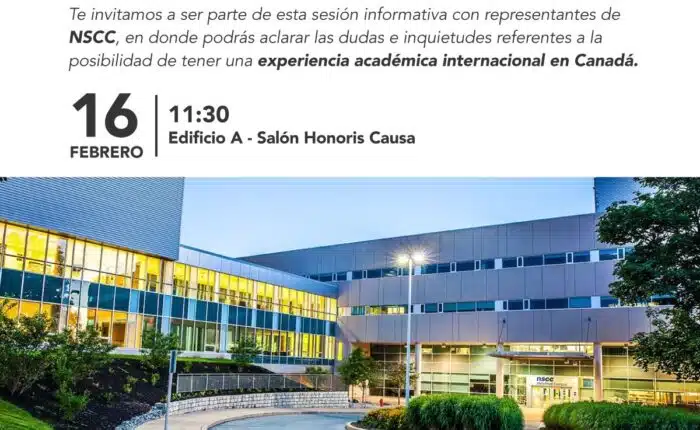 Te invitamos a ser parte de esta sesión informativa con representantes de
NSCC, en donde podrás aclarar las dudas e inquietudes referentes a la
posibilidad de tener una experiencia académica internacional en Canadá.
16
FEBRERO
11:30
Edificio A - Salón Honoris Causa
nscc